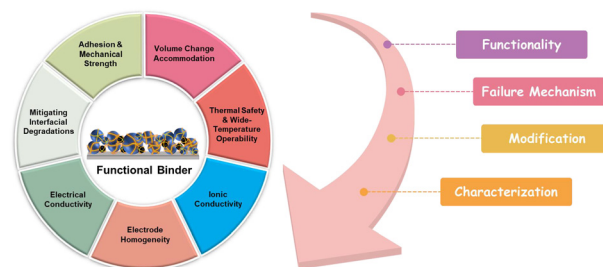 Adhesion &
Mechanical
Strength
Volume Change
Accommodation
Thermal Safety
& Wide-
Temperature
Operability
Ionic
Conductivity
Electrode
Homogeneity
Electrical
Conductivity
Mitigating
Interfacial
Degradations
Functional Binder
Functionality
Failure Mechanism
Modification
Characterization